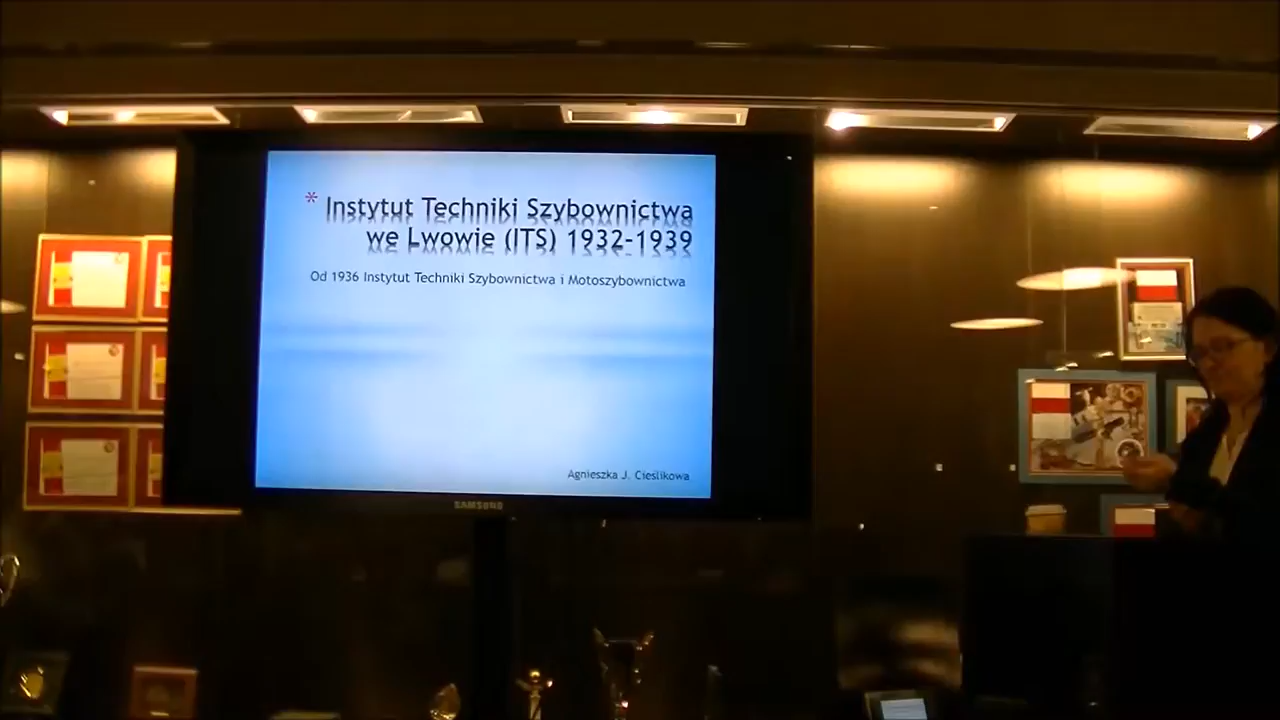 * Instytut Techniki Szybownictwa
we Lwowie (ITS) 1932-1939
Od 1936 Instytut Techniki Szybownictwa i Motoszybownictwa
Agnieszka J. Cieślikowa
SAMSUNG